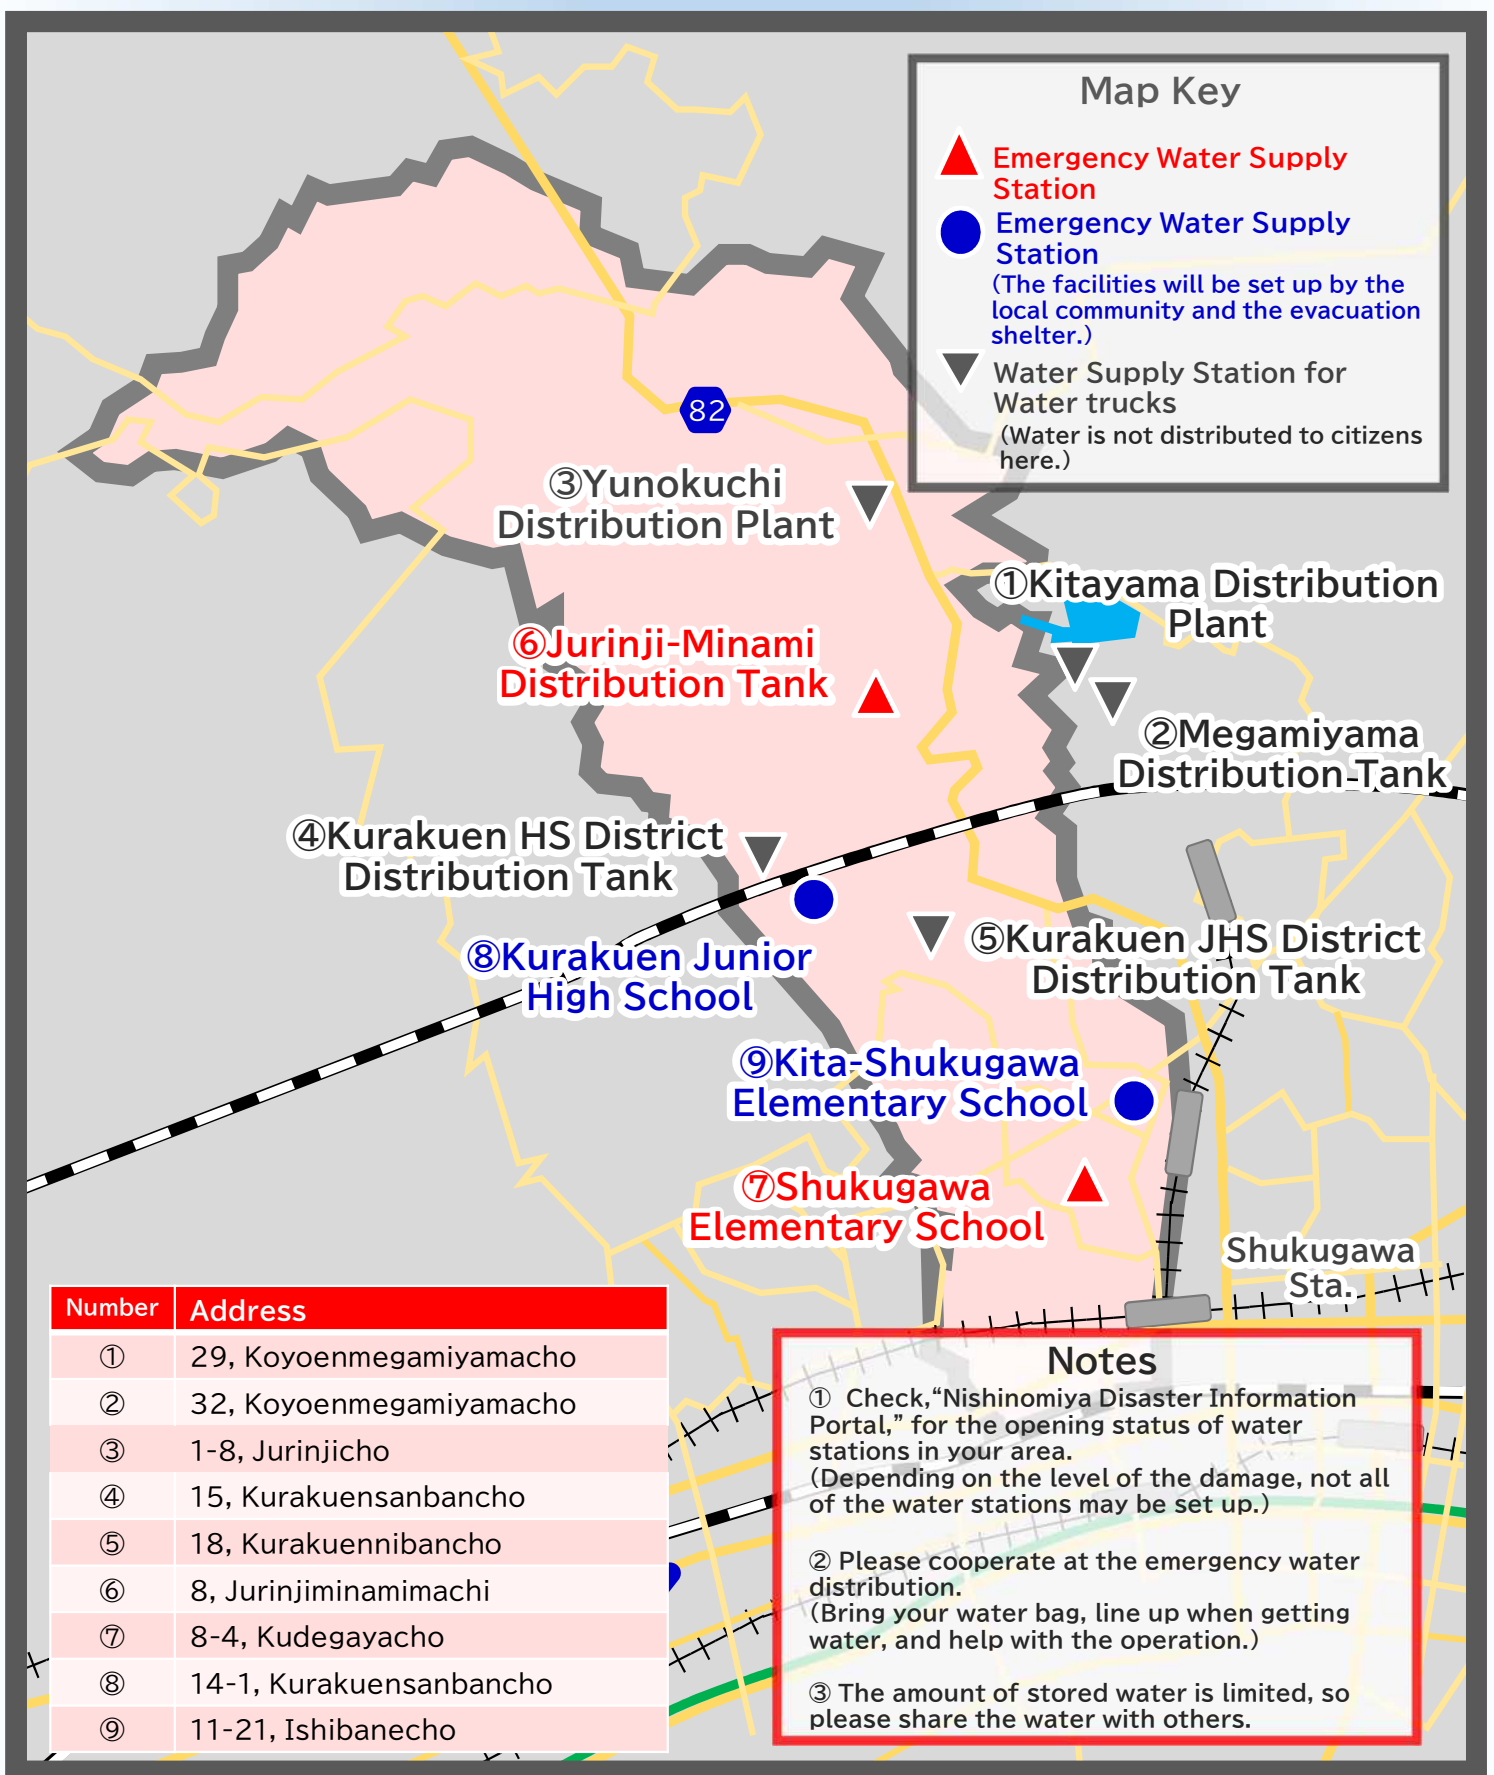 Map Key
Emergency Water Supply
Station
Emergency Water Supply
Station
(The facilities will be set up by the
local community and the evacuation
shelter.)
Water Supply Station for
Water trucks
(Water is not distributed to citizens
here.)
82
③Yunokuchi
Distribution Plant
①Kitayama Distribution
Plant
⑥Jurinji-Minami
Distribution Tank
②Megamiyama
Distribution Tank
④Kurakuen HS District
Distribution Tank
⑤Kurakuen JHS District
Distribution Tank
⑧Kurakuen Junior
High School
⑨Kita-Shukugawa
Elementary School
⑦Shukugawa
Elementary School
Shukugawa
Sta.
Number Address
① 29, Koyoenmegamiyamacho
② 32, Koyoenmegamiyamacho
③ 1-8, Jurinjicho
④ 15, Kurakuensanbancho
⑤ 18, Kurakuennibancho
⑥ 8, Jurinjiminamimachi
⑦ 8-4, Kudegayacho
⑧ 14-1, Kurakuensanbancho
⑨ 11-21, Ishibanecho
Notes
① Check,“Nishinomiya Disaster Information
Portal,” for the opening status of water
stations in your area.
(Depending on the level of the damage, not all
of the water stations may be set up.)
② Please cooperate at the emergency water
distribution.
(Bring your water bag, line up when getting
water, and help with the operation.)
③ The amount of stored water is limited, so
please share the water with others.